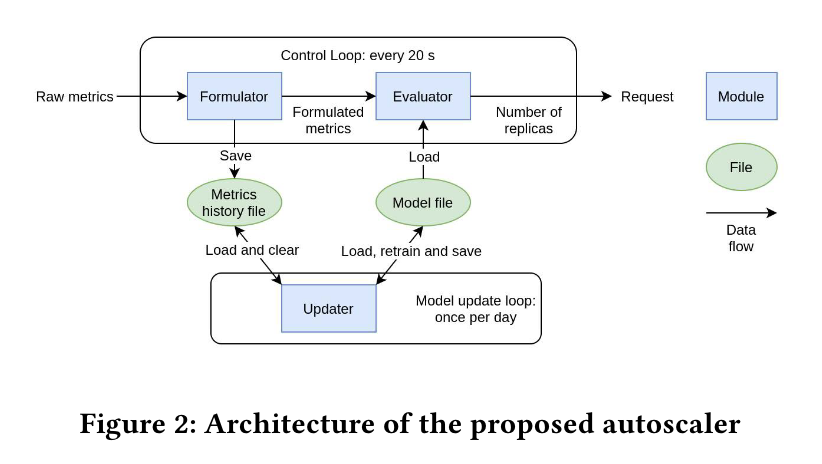 Control Loop: every 20 s
Raw metrics
Formulator
Formulated
metrics
Evaluator
Number of
replicas
Request
Module
Save
Load
Metrics
history file
Model file
File
Load and clear
Load, retrain and save
Data
flow
Updater
Model update loop:
once per day
Figure 2: Architecture of the proposed autoscaler